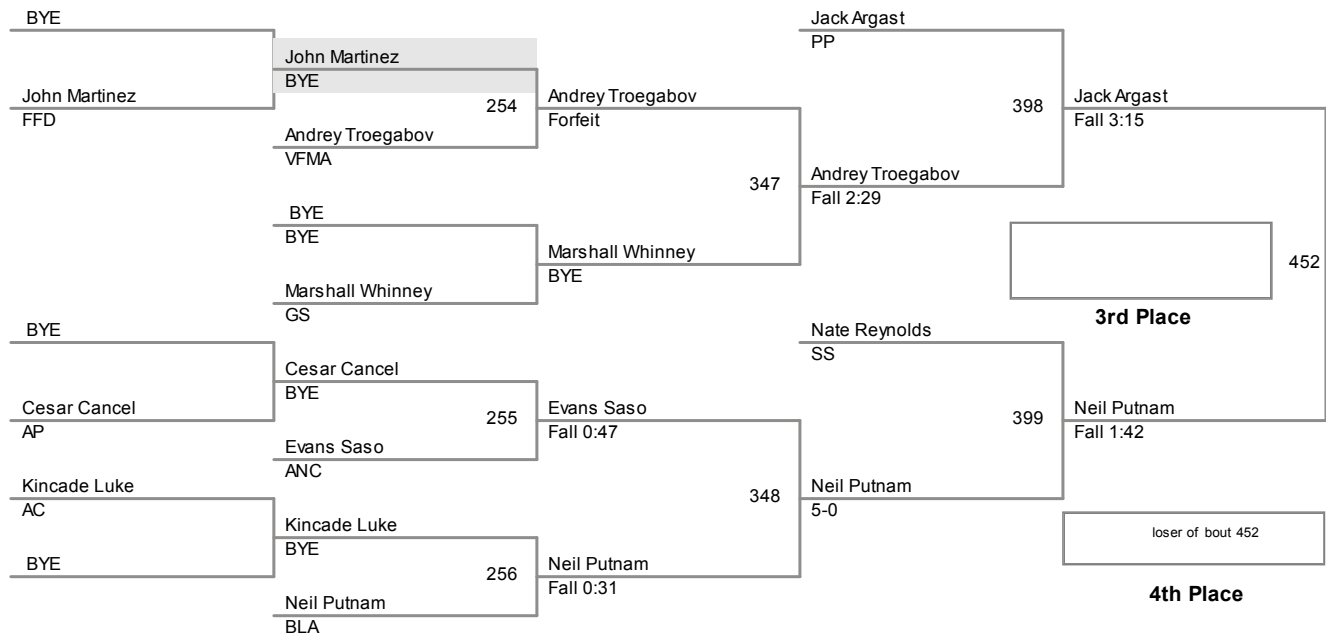 BYE
John Martinez
FFD
John Martinez
BYE
Andrey Troegabov
VFMA
254
BYE
BYE
Marshall Whinney
GS
Andrey Troegabov
Forfeit
Marshall Whinney
BYE
347
Jack Argast
PP
Andrey Troegabov
Fall 2:29
398
Jack Argast
Fall 3:15
3rd Place
452
BYE
Cesar Cancel
AP
Kincade Luke
AC
BYE
Cesar Cancel
BYE
Evans Saso
ANC
255
Kincade Luke
BYE
Neil Putnam
BLA
256
Evans Saso
Fall 0:47
Neil Putnam
Fall 0:31
348
Nate Reynolds
SS
Neil Putnam
5-0
399
Neil Putnam
Fall 1:42
loser of bout 452
4th Place